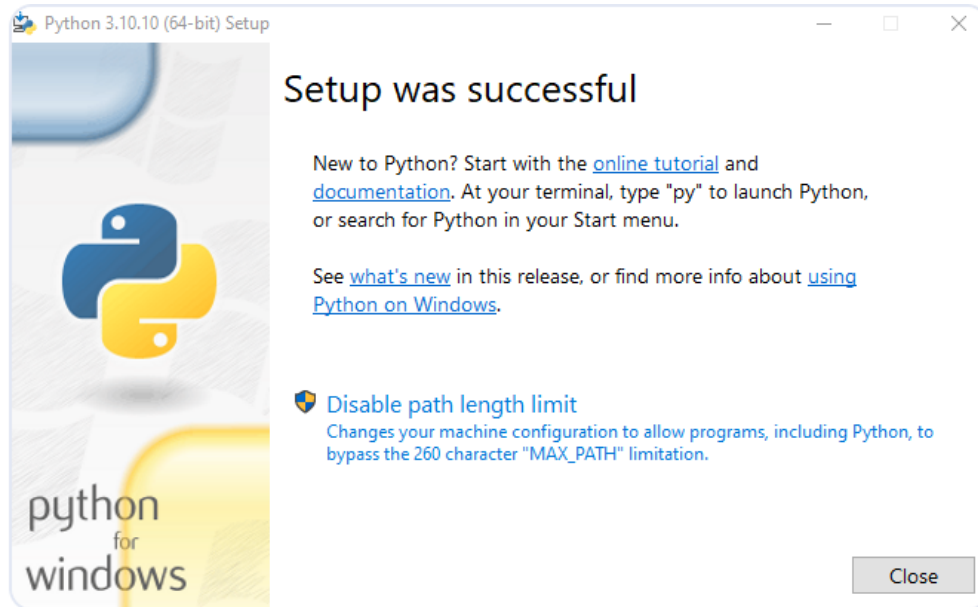 Python 3.10.10 (64-bit) Setup
Setup was successful
New to Python? Start with the online tutorial and
documentation. At your terminal, type "py" to launch Python,
or search for Python in your Start menu.
See what's new in this release, or find more info about using
Python on Windows.
Disable path length limit
Changes your machine configuration to allow programs, including Python, to
bypass the 260 character "MAX_PATH" limitation.
python
for
windows
Close